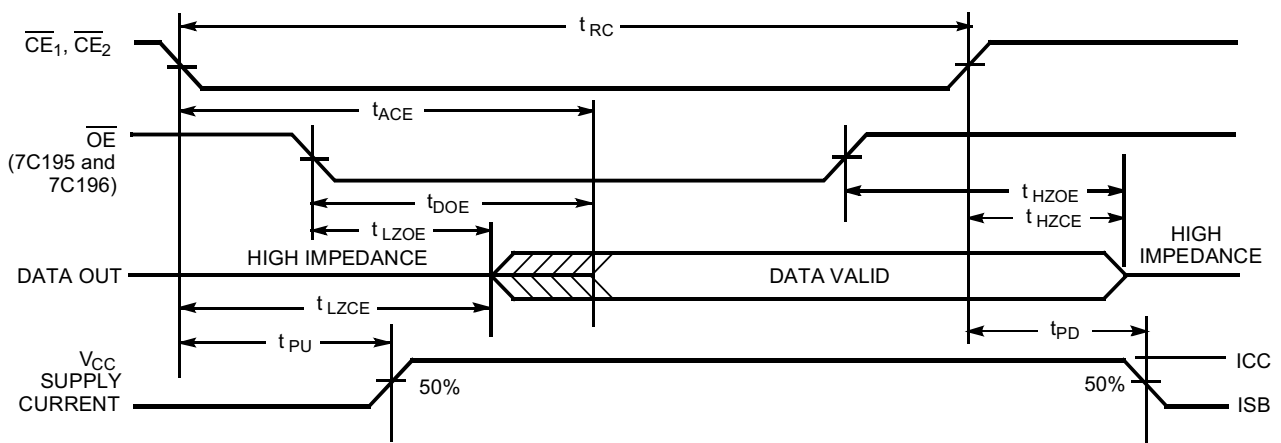 t RC
CE1, CE2
tACE
OE
(7C195 and
7C196)
tDOE
t HZOE
t HZCE
t LZOE
HIGH IMPEDANCE
HIGH
IMPEDANCE
DATA OUT
DATA VALID
t LZCE
t PU
tPD
VCC
SUPPLY
CURRENT
50%
50%
ICC
ISB